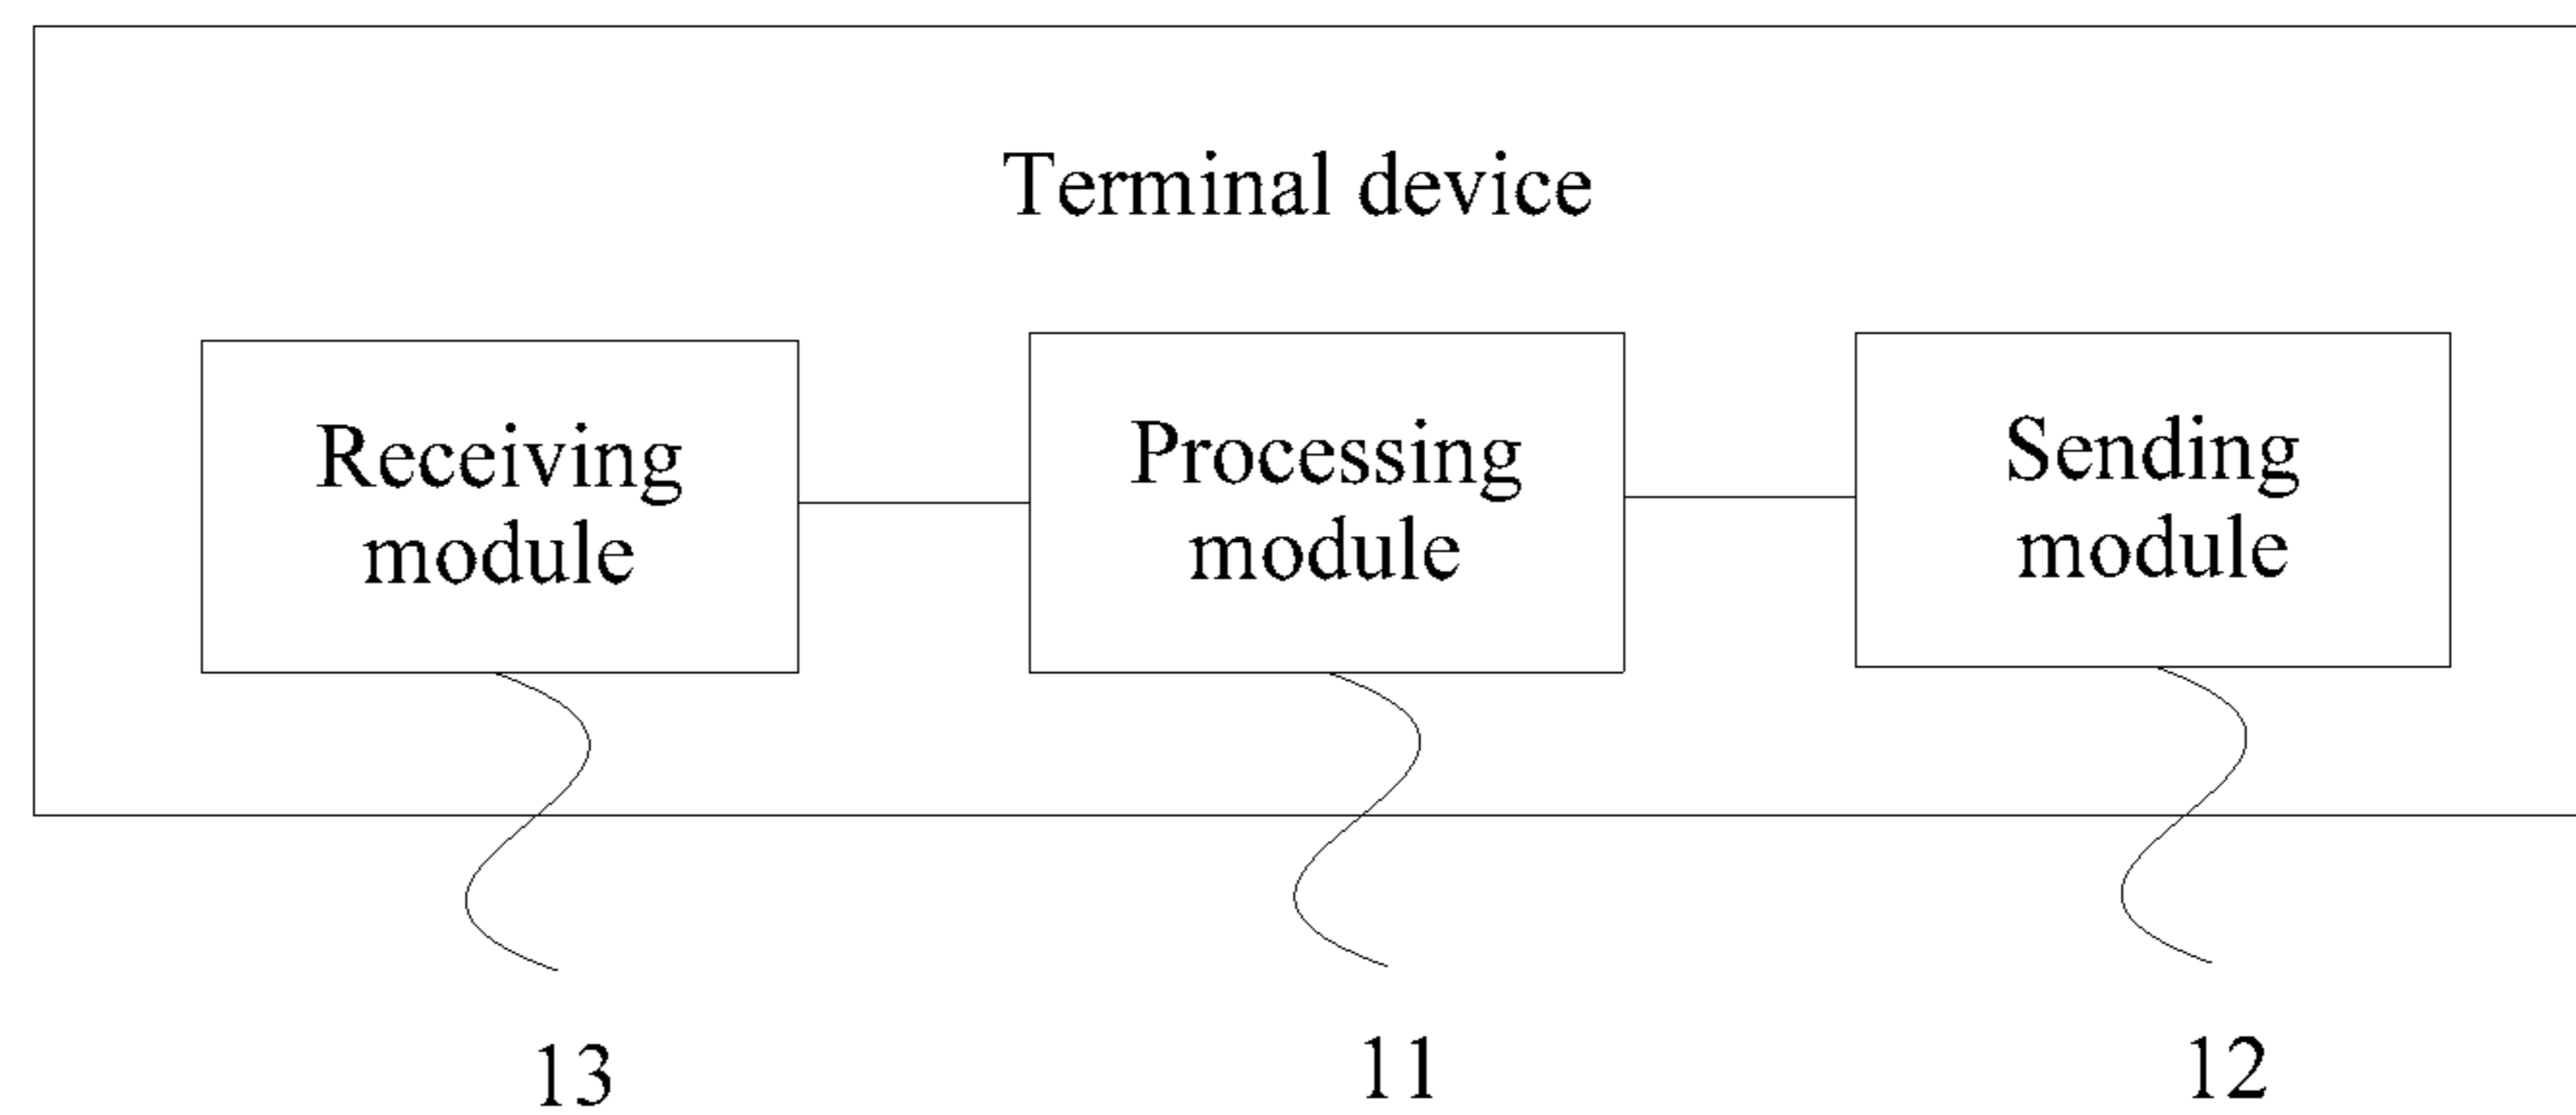 Terminal device
Receiving
module
Processing
module
Sending
module
13
11
12